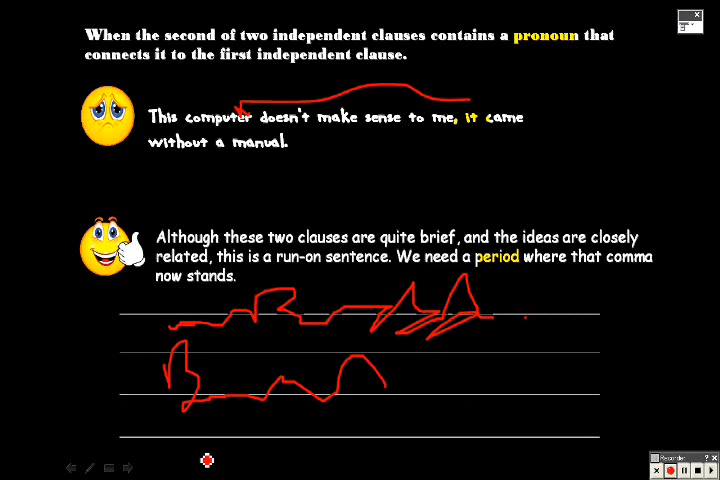 When the second of two independent clauses contains a pronoun that
connects it to the first independent clause.
This computer doesn't make sense to me, it came
without a manual.
Although these two clauses are quite brief, and the ideas are closely
related, this is a run-on sentence. We need a period where that comma
now stands.
Recorder